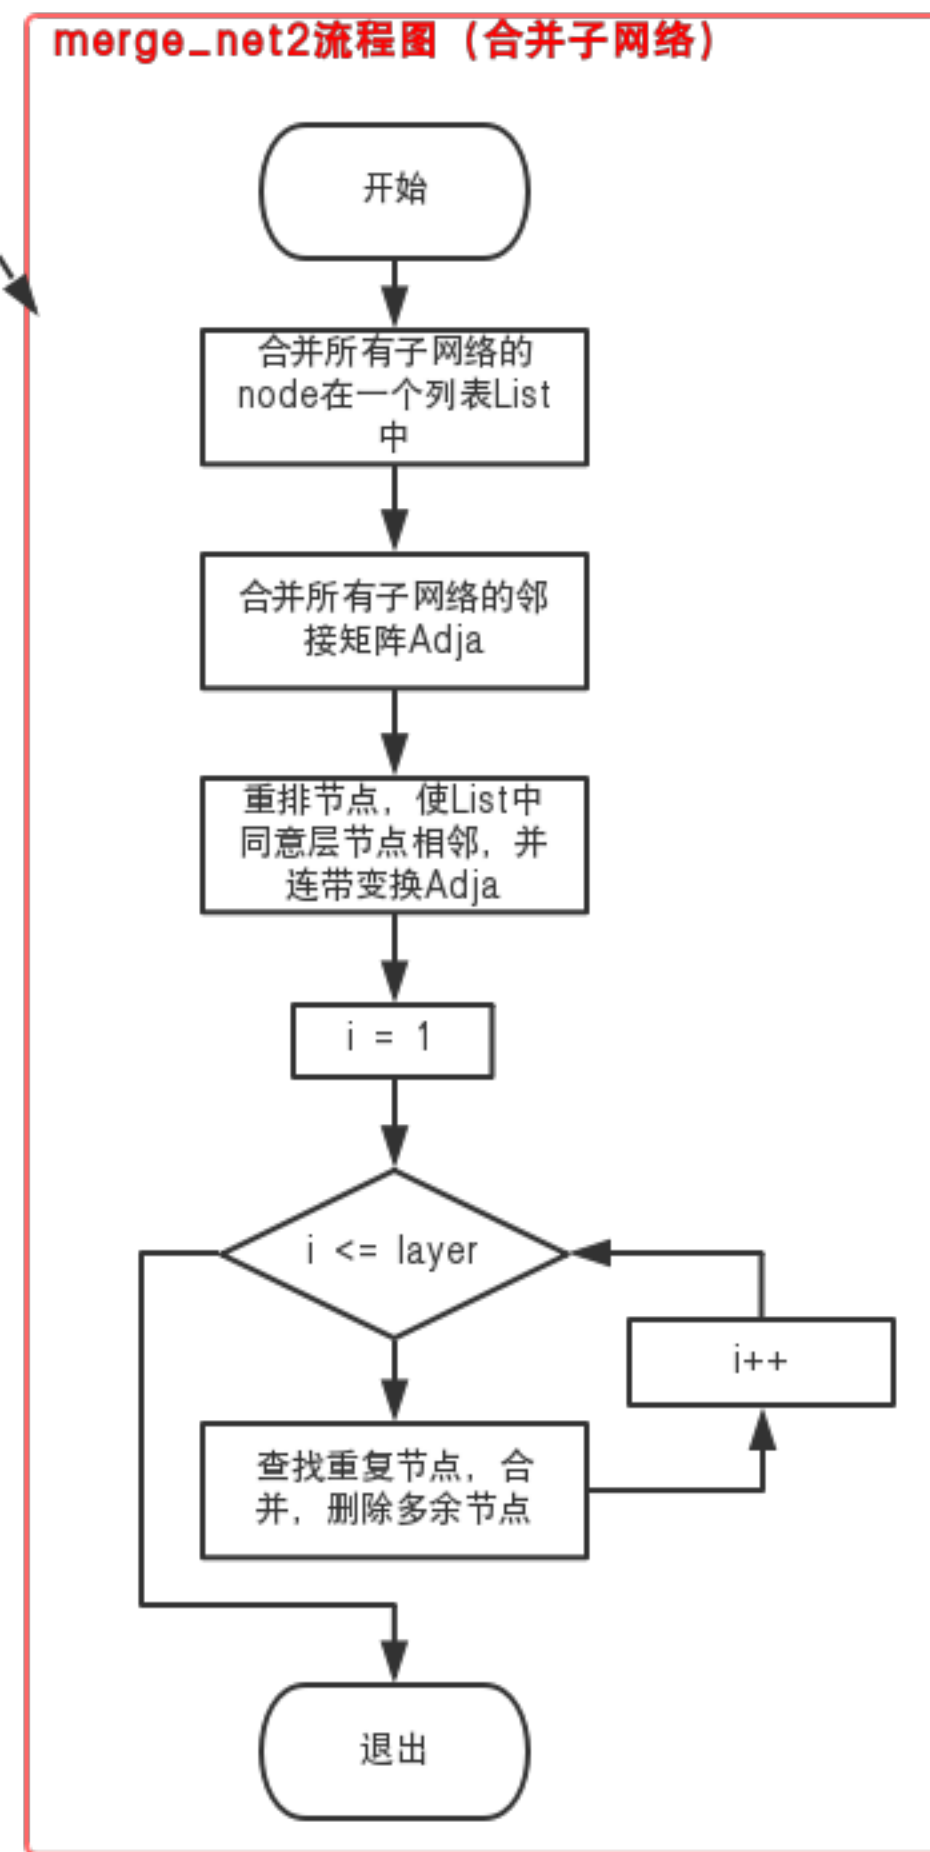 merge_net2流程图（合并子网络）
开始
合并所有子网络的
node在一个列表List
中
合并所有子网络的邻
接矩阵Adja
重排节点，使List中
同意层节点相邻，并
连带变换Adja
i = 1
i <= layer
i++
查找重复节点，合
并，删除多余节点
退出